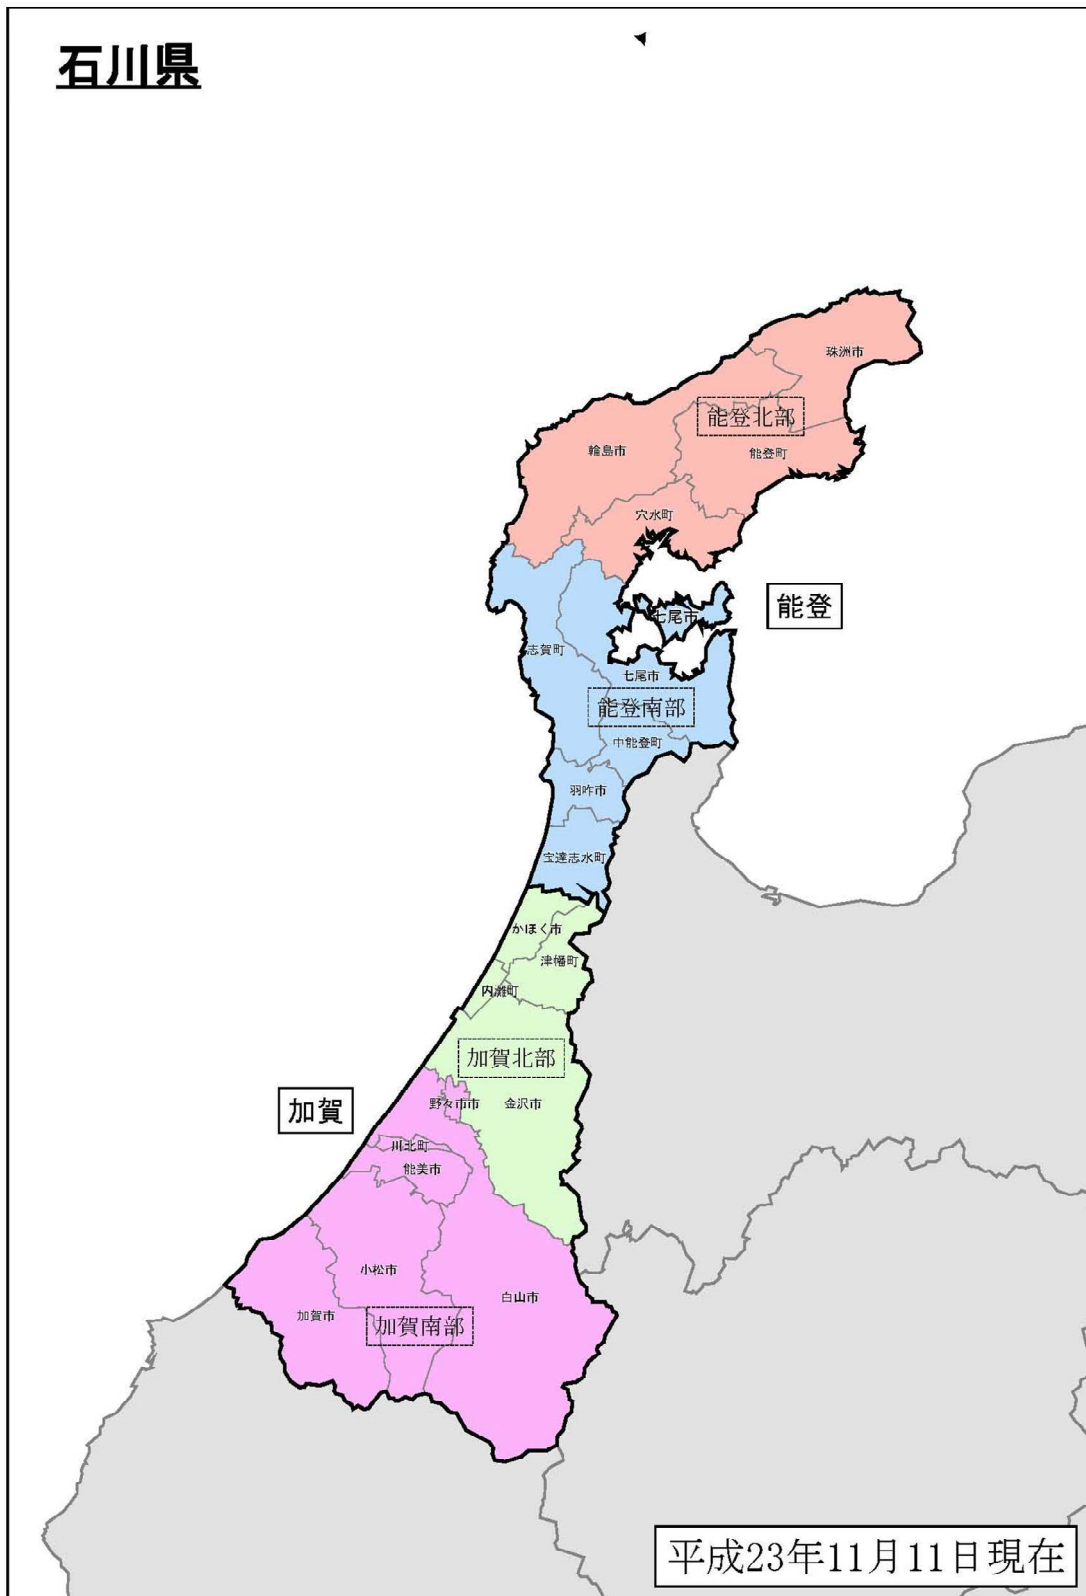 石川県
珠洲市
能登北部
輪島市
能登町
穴水町
能登
七尾市
志賀町
七尾市
能登南部
中能登町
羽咋市
宝達志水町
かほく市
津幡町
内灘町
加賀北部
加賀
野々市市
金沢市
川北町
能美市
小松市
白山市
加賀市
加賀南部
平成23年11月11日現在